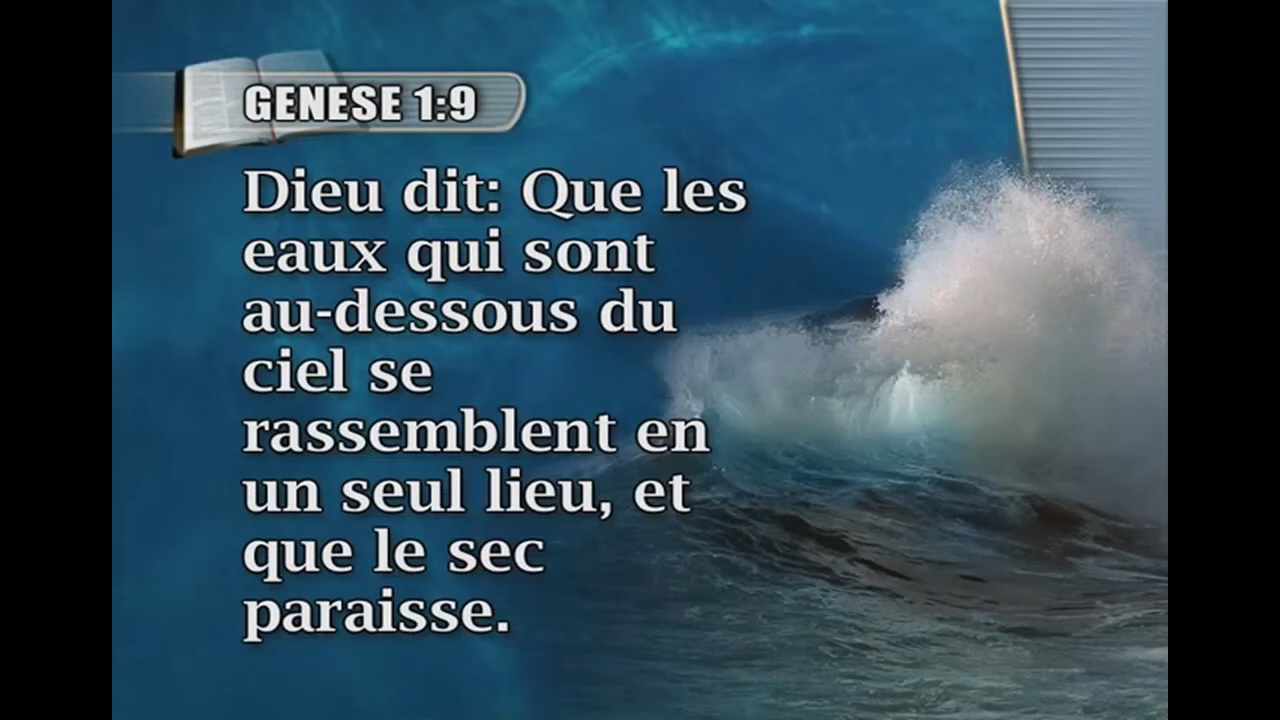 GENESE 1:9
Dieu dit: Que les
eaux qui sont
au-dessous du
ciel se
rassemblent en
un seul lieu, et
que le sec
paraisse.